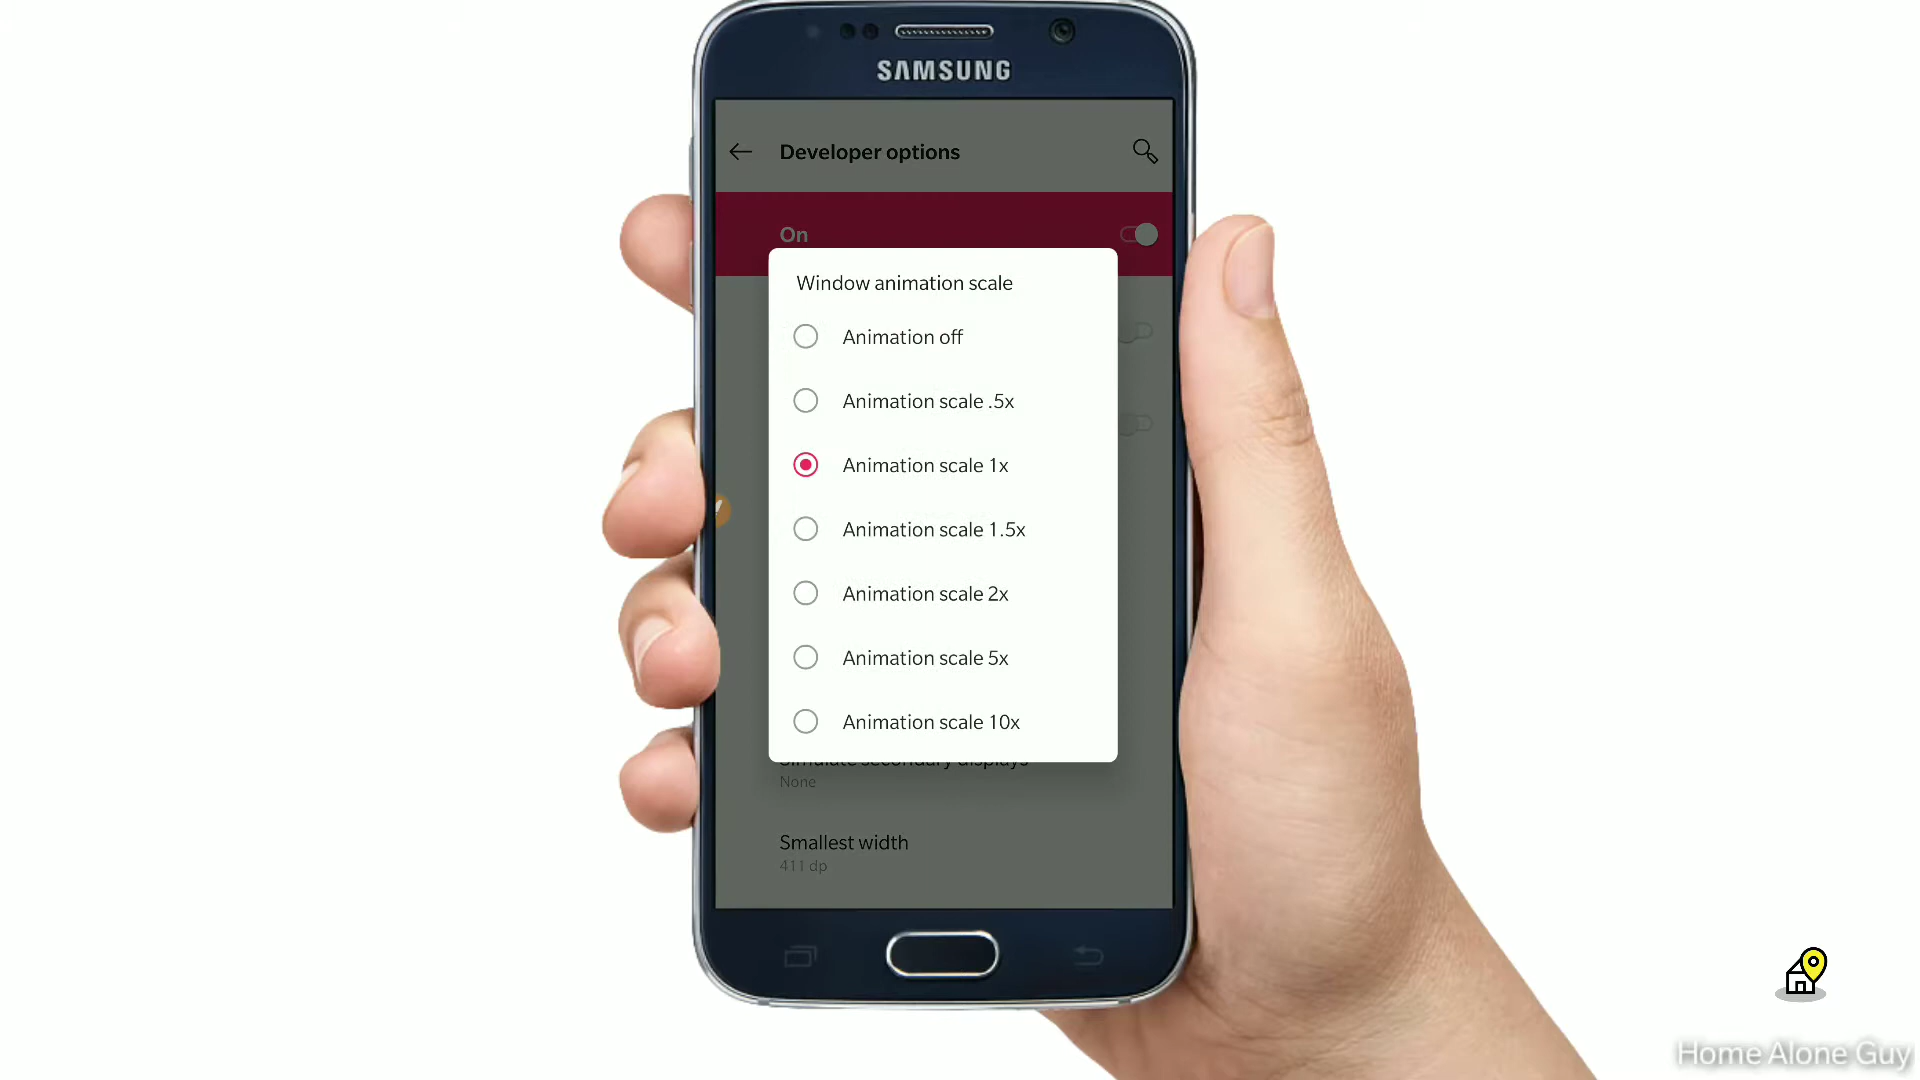 SAMSUNG
Developer options
On
Window animation scale
Animation off
Animation scale .5x
Animation scale 1x
Animation scale 1.5x
Animation scale 2x
Animation scale 5x
Animation scale 10x
Simulate secondary displays
None
Smallest width
411 dp
Home Alone Guy